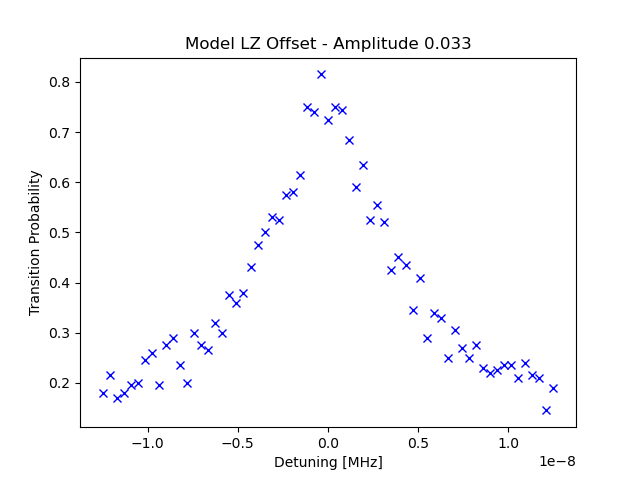 Model LZ Offset - Amplitude 0.033
Transition Probability
0.8
0.7
0.6
0.5
0.4
0.3
0.2
−1.0 −0.5 0.0 0.5 1.0
1e−8
Detuning [MHz]